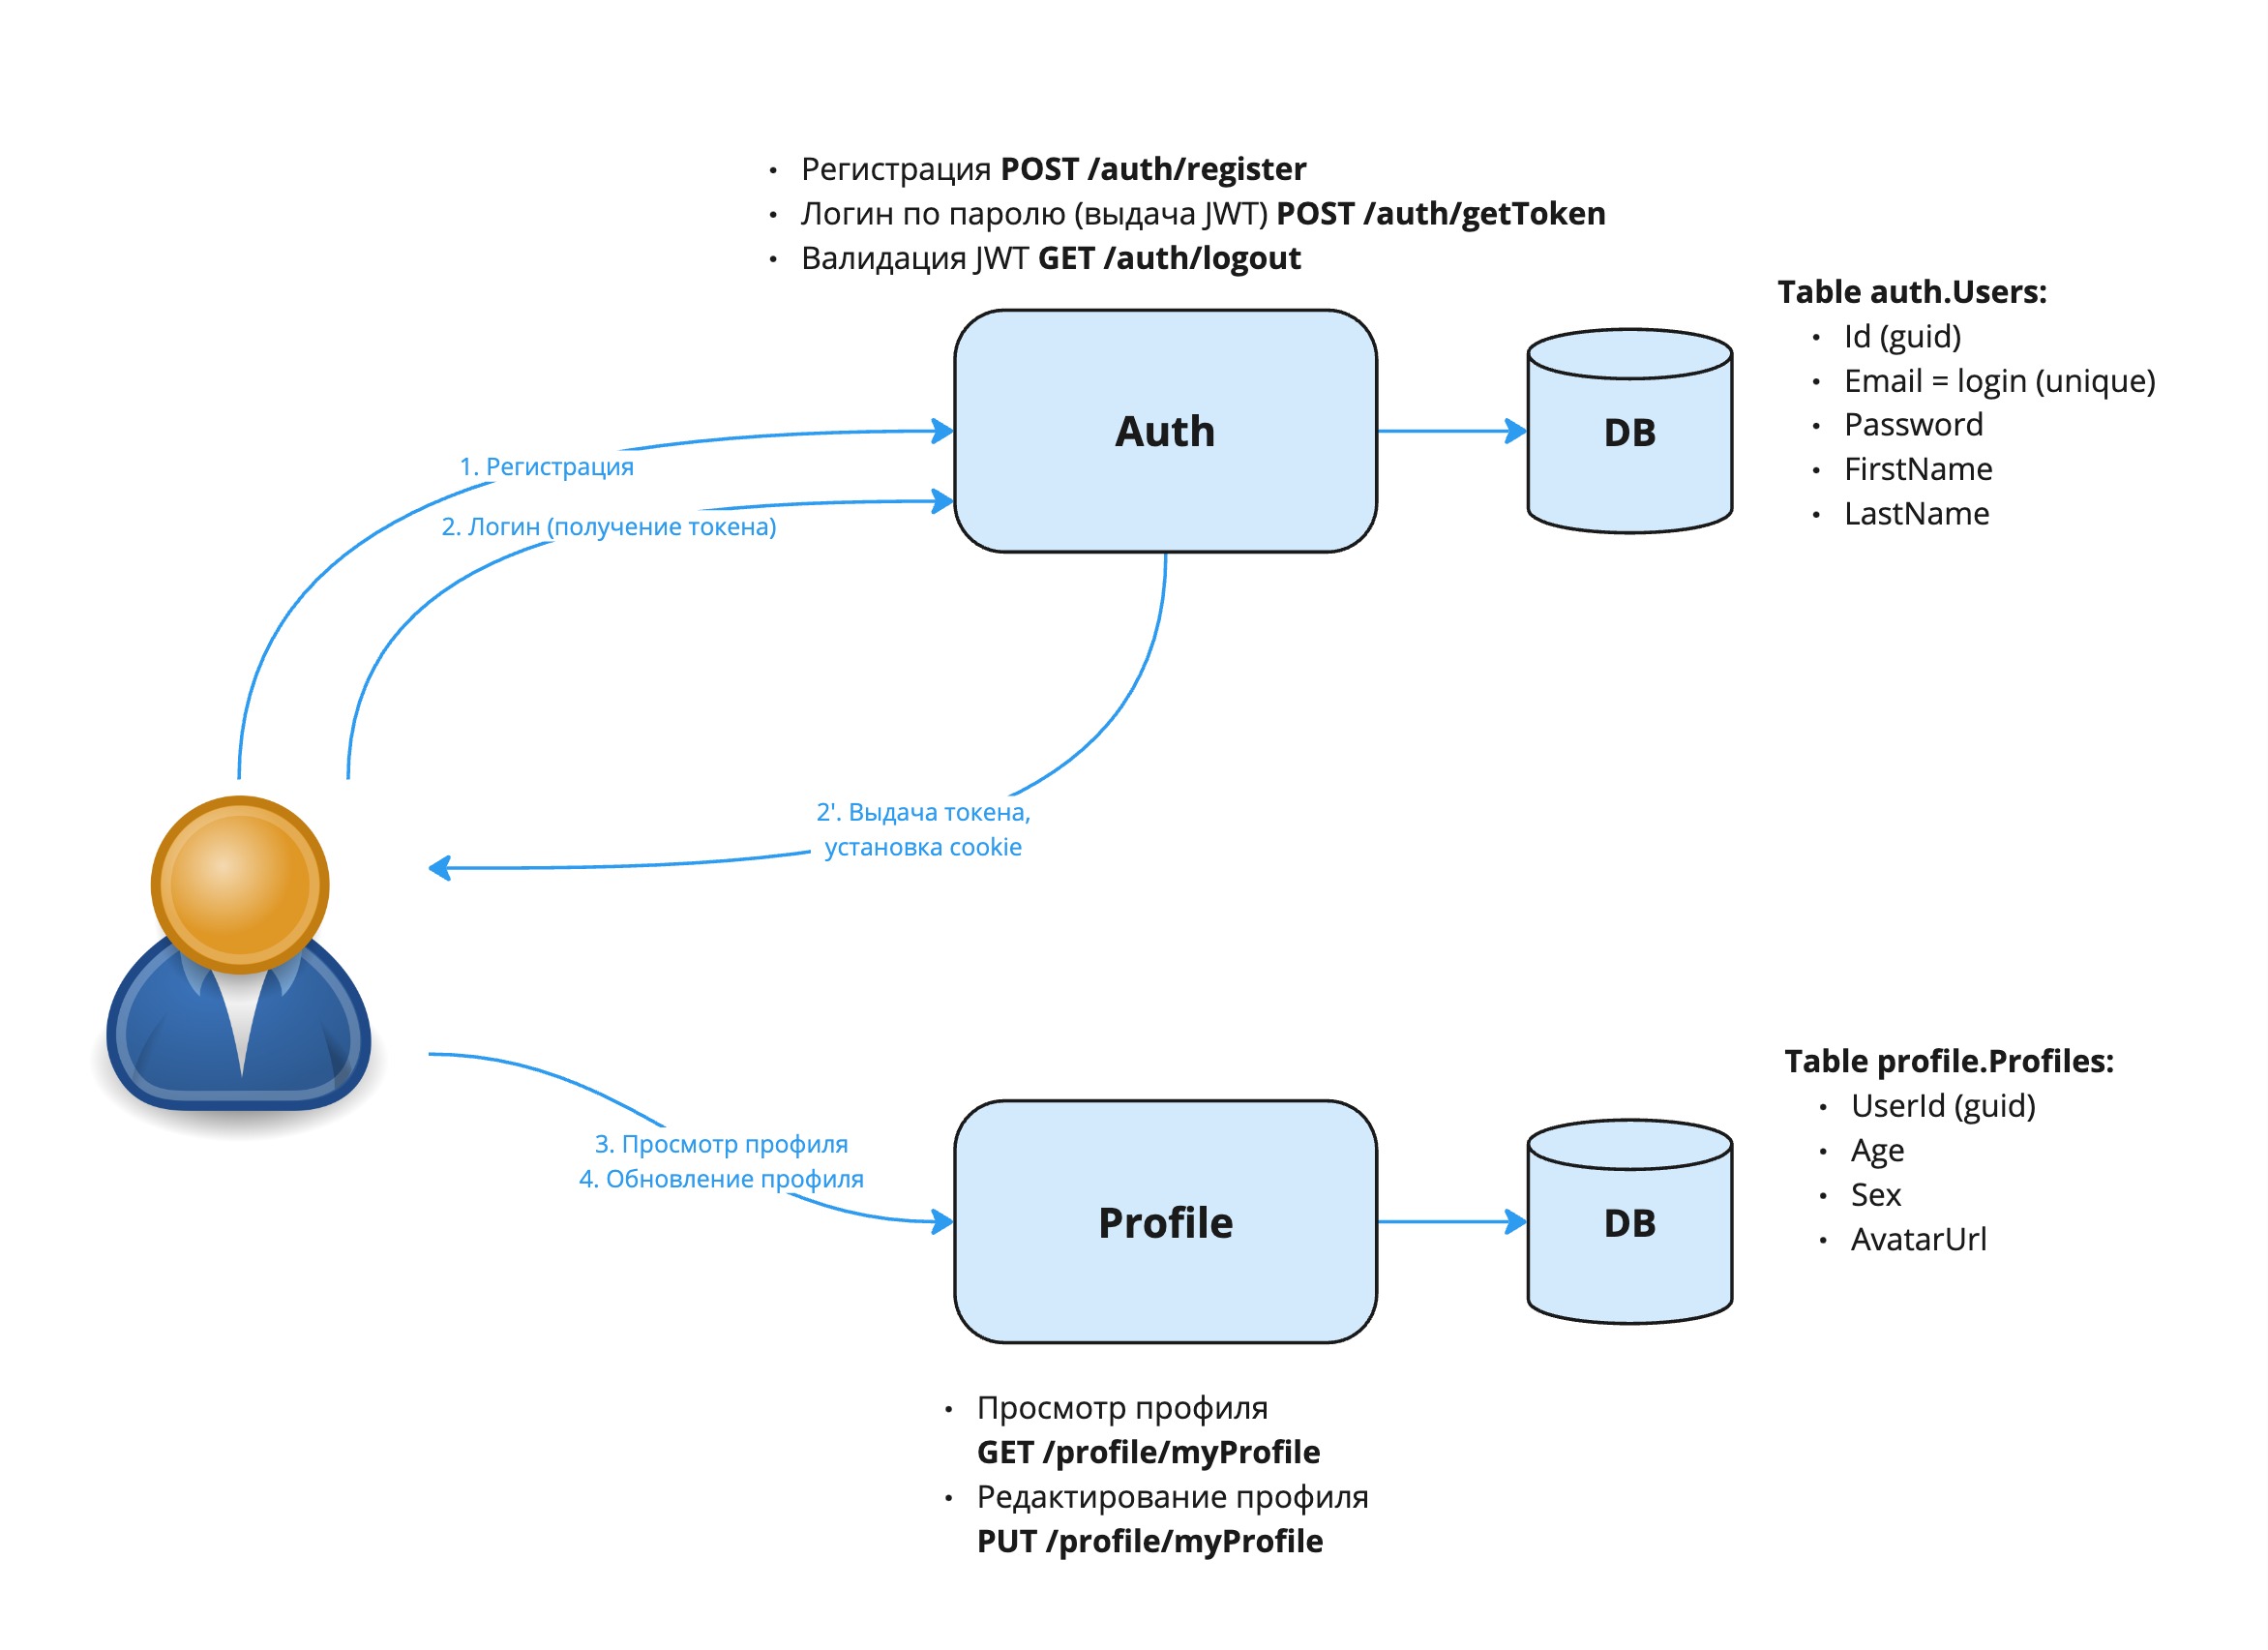 • Регистрация POST /auth/register
• Логин по паролю (выдача JWT) POST /auth/getToken
• Валидация JWT GET /auth/logout
Auth
DB
Table auth.Users:
• Id (guid)
• Email = login (unique)
• Password
• FirstName
• LastName
1. Регистрация
2. Логин (получение токена)
2'. Выдача токена,
установка cookie
3. Просмотр профиля
4. Обновление профиля
Profile
DB
Table profile.Profiles:
• UserId (guid)
• Age
• Sex
• AvatarUrl
• Просмотр профиля
GET /profile/myProfile
• Редактирование профиля
PUT /profile/myProfile